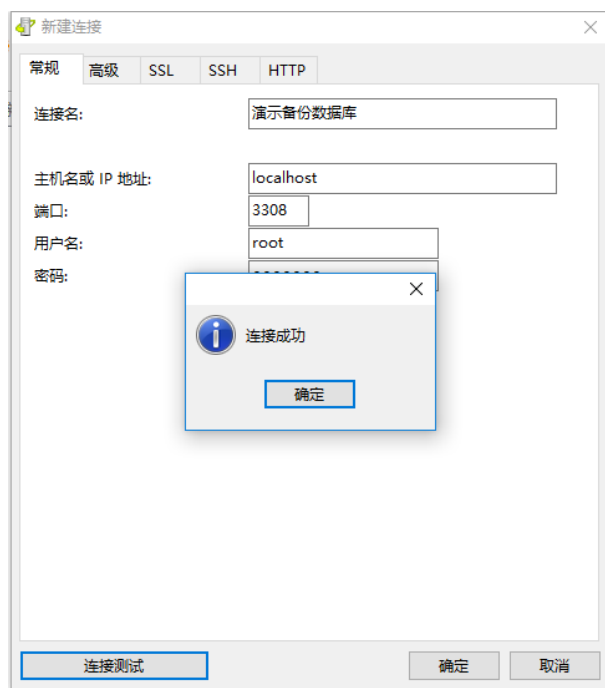 新建连接
常规 高级 SSL SSH HTTP
连接名: 演示备份数据库
主机名或 IP 地址: localhost
端口: 3308
用户名: root
密码:
连接成功
确定
连接测试 确定 取消